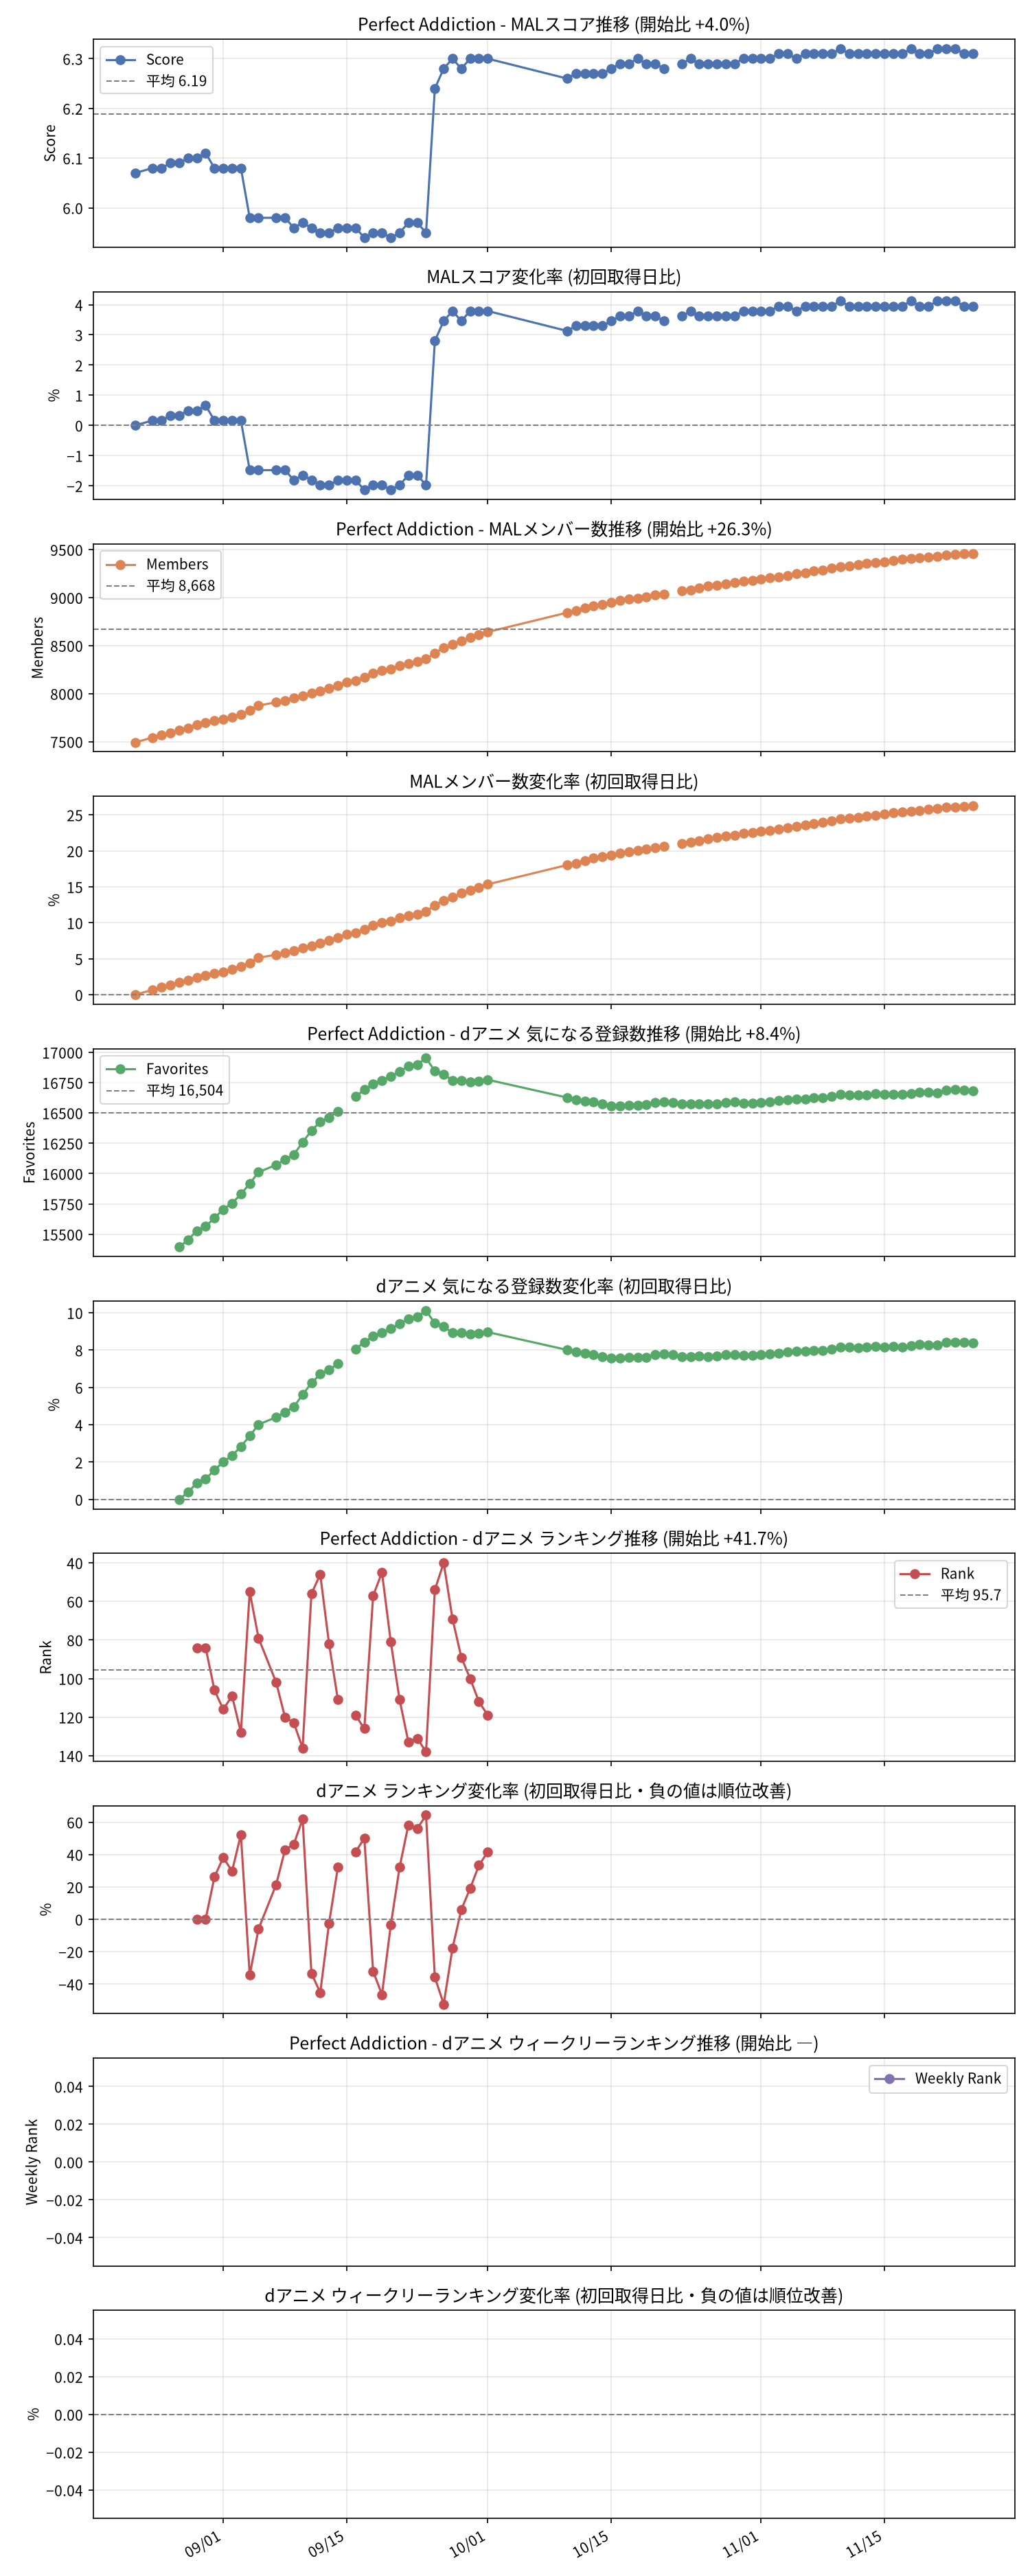 Perfect Addiction - MALスコア推移 (開始比 +4.0%)
Score
平均 6.19
6.3
6.2
6.1
6.0
Score
MALスコア変化率 (初回取得日比)
4
3
2
1
0
−1
−2
%
Perfect Addiction - MALメンバー数推移 (開始比 +26.3%)
Members
平均 8,668
9500
9000
8500
8000
7500
Members
MALメンバー数変化率 (初回取得日比)
25
20
15
10
5
0
%
Perfect Addiction - dアニメ 気になる登録数推移 (開始比 +8.4%)
Favorites
平均 16,504
17000
16750
16500
16250
16000
15750
15500
Favorites
dアニメ 気になる登録数変化率 (初回取得日比)
10
8
6
4
2
0
%
Perfect Addiction - dアニメ ランキング推移 (開始比 +41.7%)
Rank
平均 95.7
40
60
80
100
120
140
Rank
dアニメ ランキング変化率 (初回取得日比・負の値は順位改善)
60
40
20
0
−20
−40
%
Perfect Addiction - dアニメ ウィークリーランキング推移 (開始比 —)
Weekly Rank
0.04
0.02
0.00
−0.02
−0.04
Weekly Rank
dアニメ ウィークリーランキング変化率 (初回取得日比・負の値は順位改善)
0.04
0.02
0.00
−0.02
−0.04
%
09/01
09/15
10/01
10/15
11/01
11/15